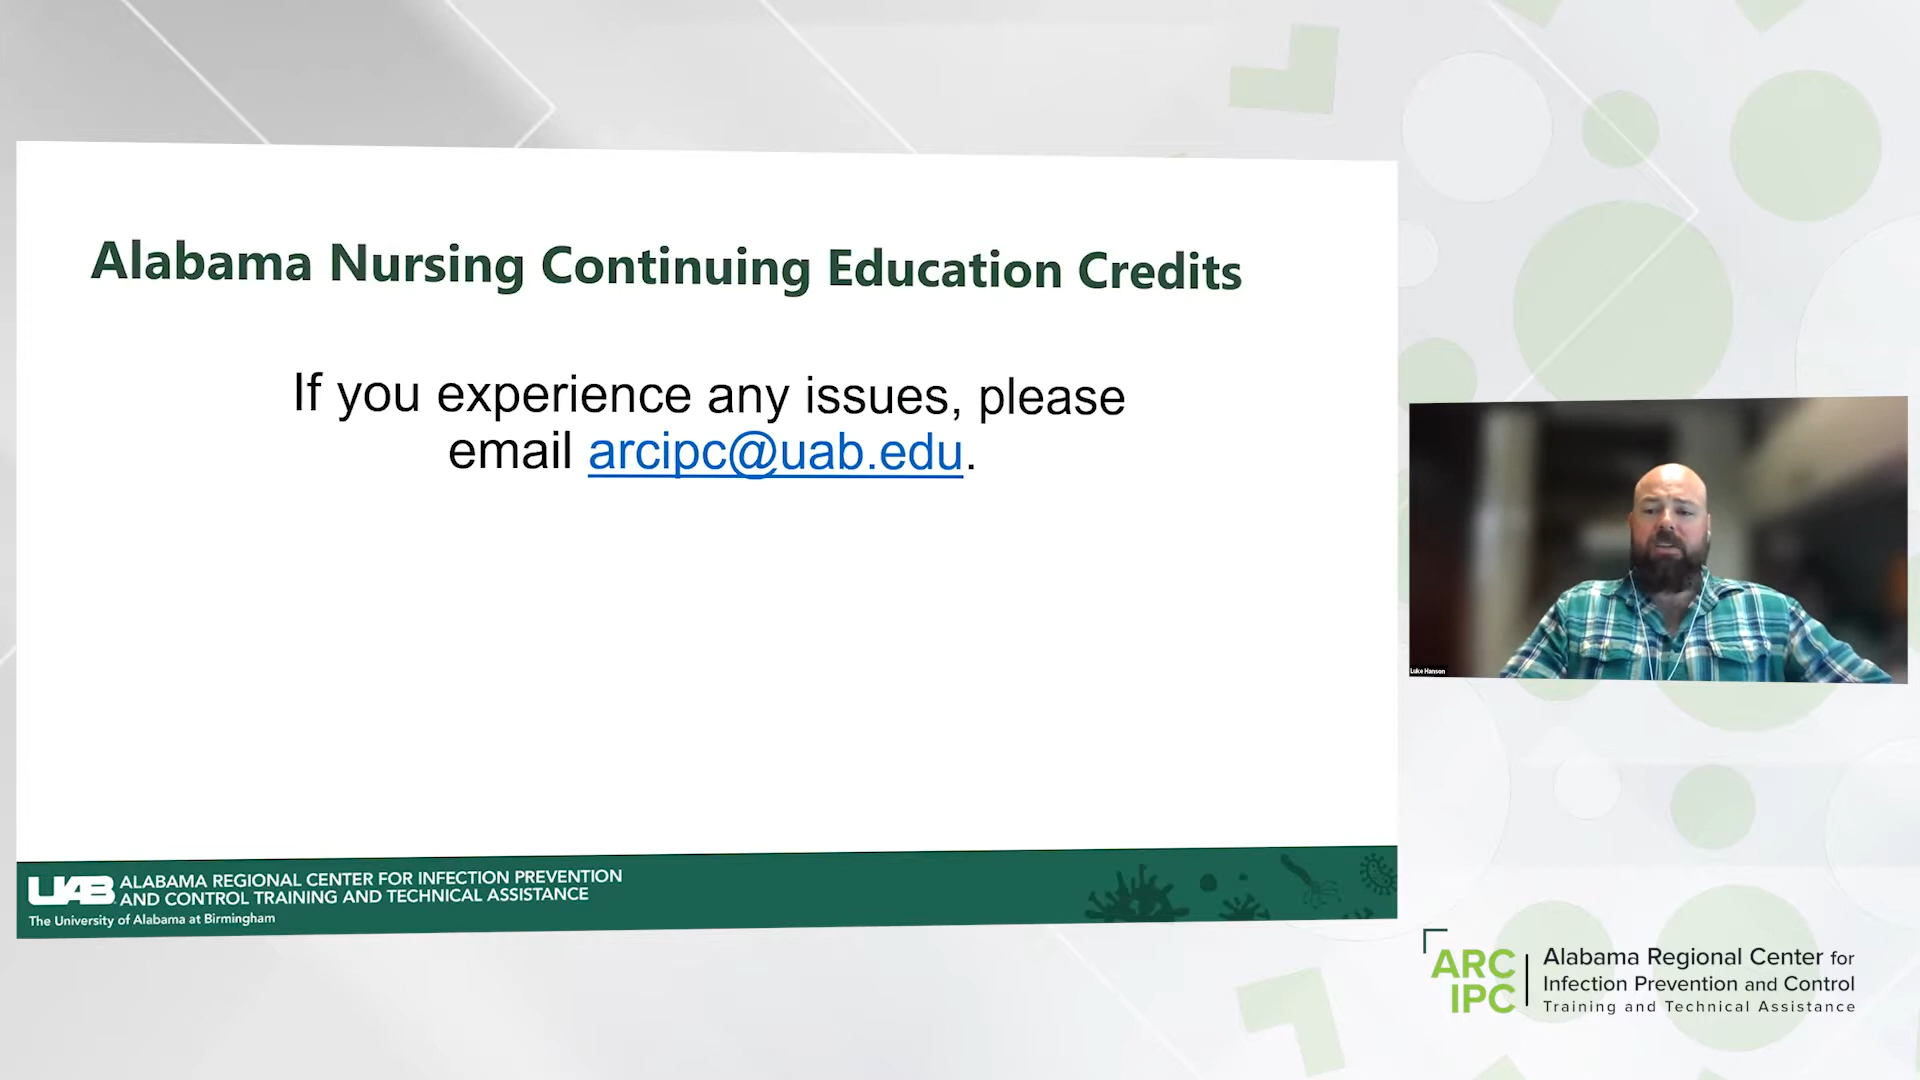 Alabama Nursing Continuing Education Credits
If you experience any issues, please
email arcipc@uab.edu.
UAB ALABAMA REGIONAL CENTER FOR INFECTION PREVENTION
AND CONTROL TRAINING AND TECHNICAL ASSISTANCE
The University of Alabama at Birmingham
Luke Hanson
ARC
IPC
Alabama Regional Center for
Infection Prevention and Control
Training and Technical Assistance